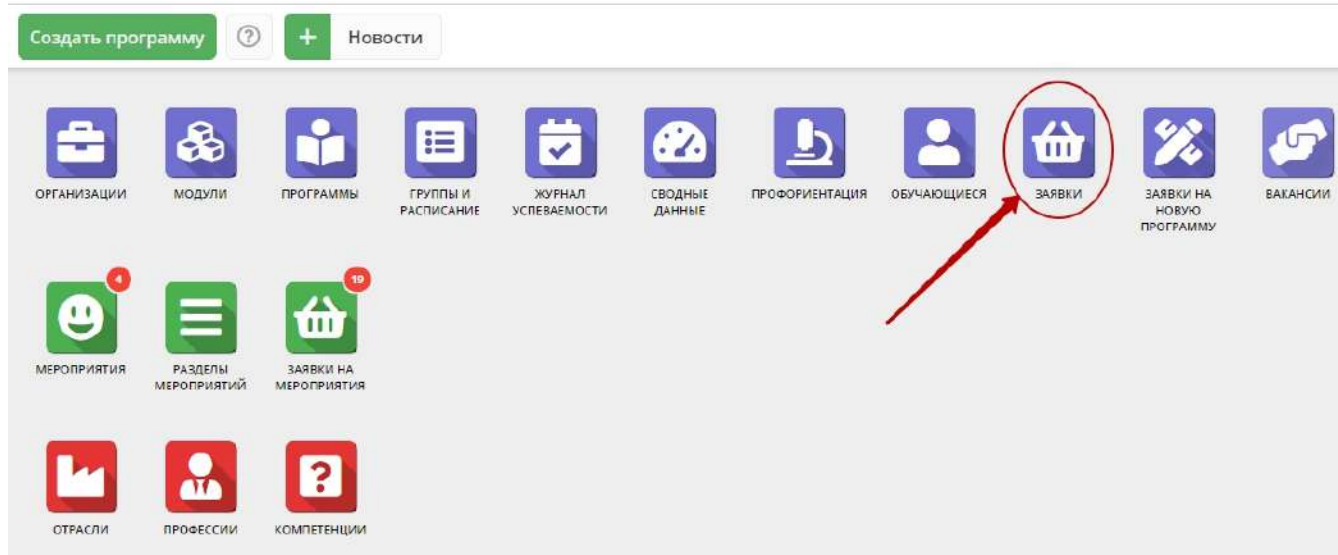 Создать программу ? + Новости
ОРГАНИЗАЦИИ
МОДУЛИ
ПРОГРАММЫ
ГРУППЫ И
РАСПИСАНИЕ
ЖУРНАЛ
УСПЕВАЕМОСТИ
СВОДНЫЕ
ДАННЫЕ
ПРОФОРИЕНТАЦИЯ
ОБУЧАЮЩИЕСЯ
ЗАЯВКИ
ЗАЯВКИ НА
НОВУЮ
ПРОГРАММУ
ВАКАНСИИ
4
МЕРОПРИЯТИЯ
РАЗДЕЛЫ
МЕРОПРИЯТИЙ
19
ЗАЯВКИ НА
МЕРОПРИЯТИЯ
ОТРАСЛИ
ПРОФЕССИИ
?
КОМПЕТЕНЦИИ